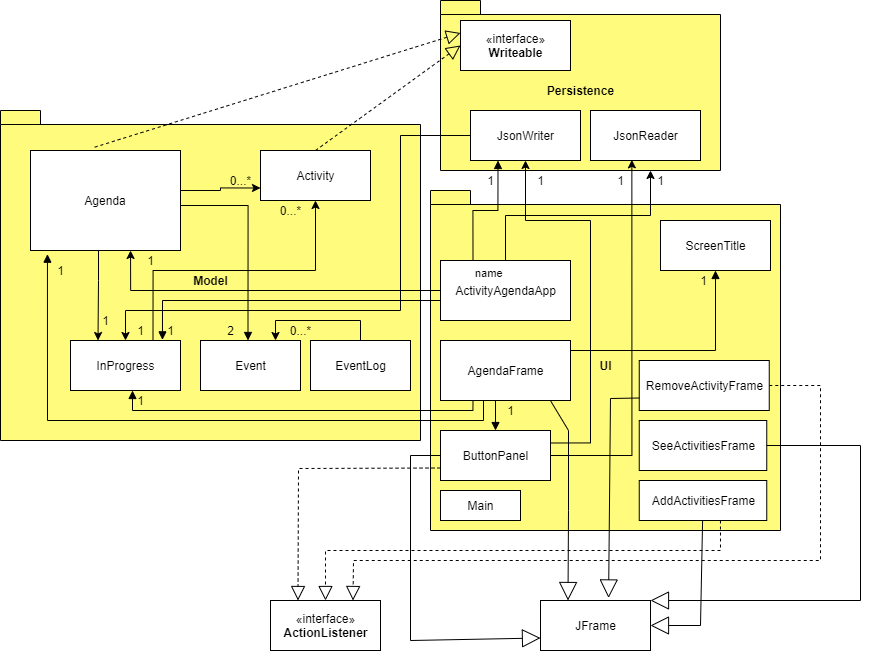 «interface»
Writeable
Persistence
JsonWriter
JsonReader
Agenda
Activity
0...*
0...*
1
1
1
1
1
1
Model
name
ActivityAgendaApp
ScreenTitle
1
1
1
1
2
0...*
InProgress
Event
EventLog
AgendaFrame
UI
RemoveActivityFrame
1
1
ButtonPanel
SeeActivitiesFrame
Main
AddActivitiesFrame
«interface»
ActionListener
JFrame